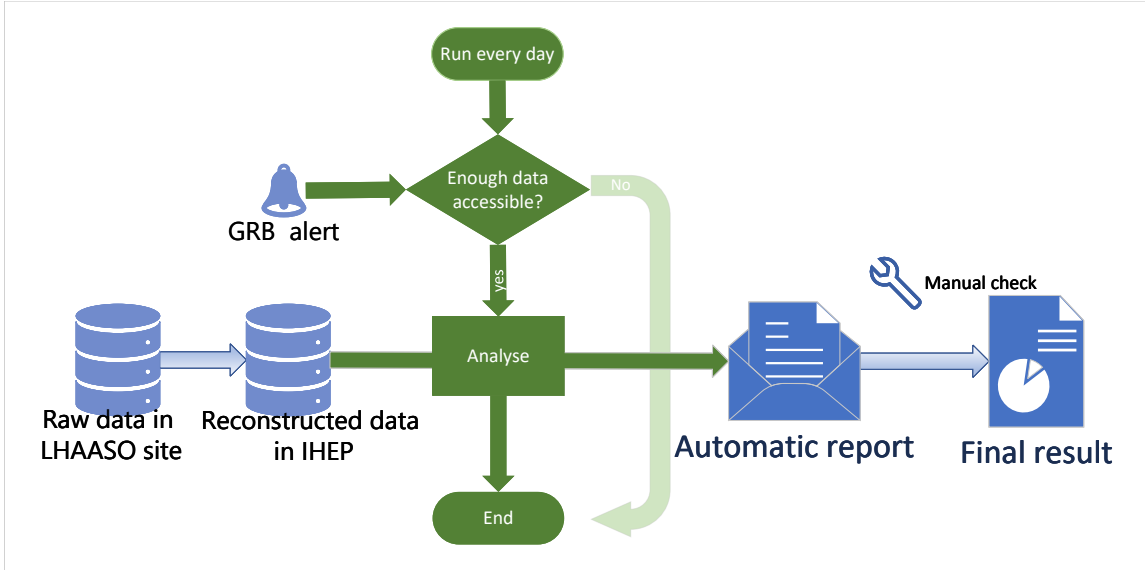 Run every day
Enough data
accessible?
No
GRB  alert
yes
Manual check
Analyse
Raw data in
LHAASO site
Reconstructed data
in IHEP
Automatic report
Final result
End